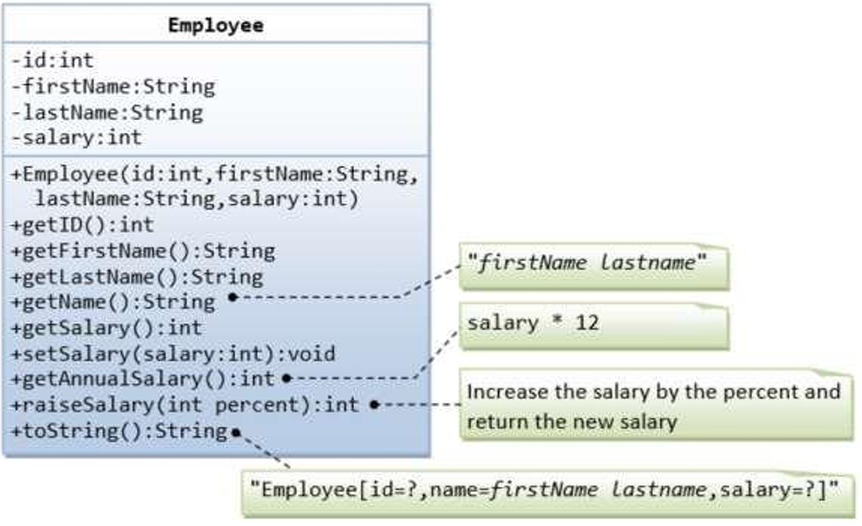 Employee
-id:int
-firstName:String
-lastName:String
-salary:int
+Employee(id:int,firstName:String,
lastName:String,salary:int)
+getID():int
+getFirstName():String
+getLastName():String
+getName():String
+getSalary():int
+setSalary(salary:int):void
+getAnnualSalary():int
+raiseSalary(int percent):int
+toString():String
"firstName lastname"
salary * 12
Increase the salary by the percent and
return the new salary
"Employee[id=?,name=firstName lastname,salary=?]"